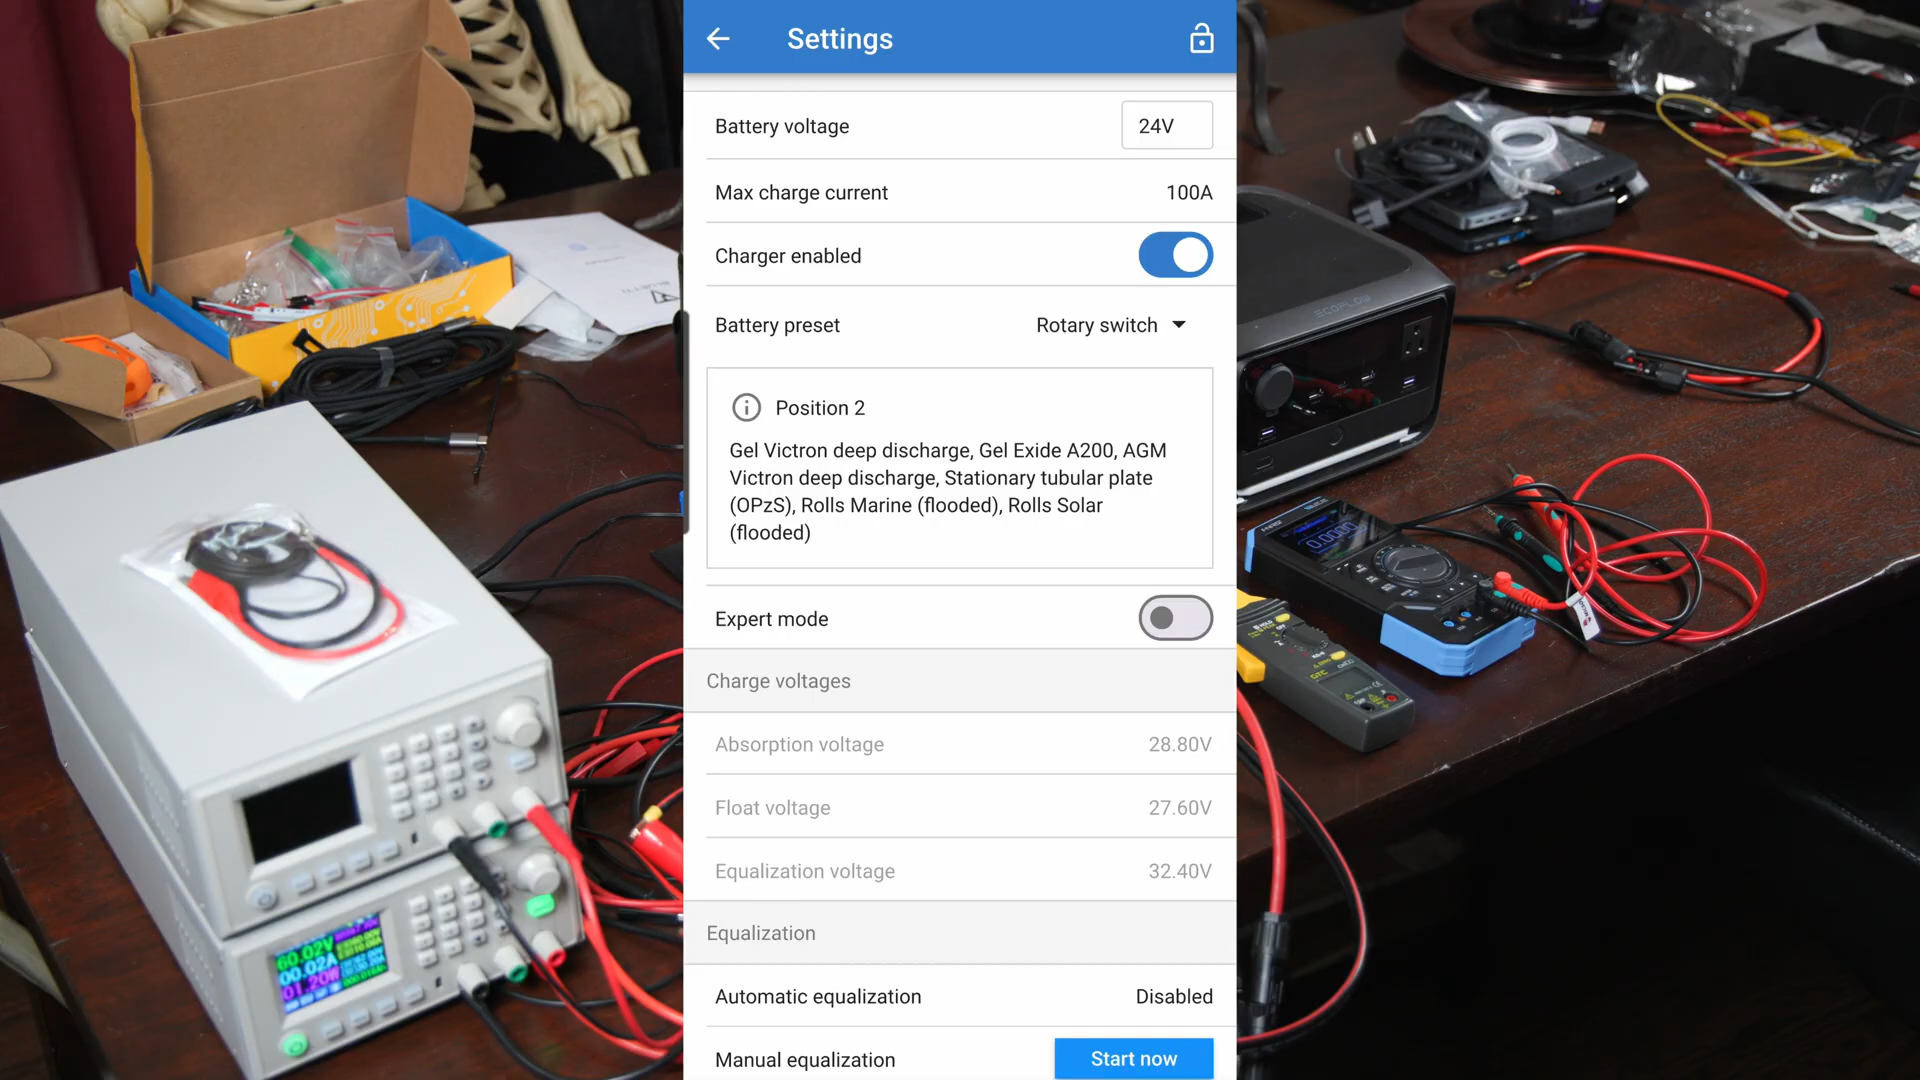 Settings
Battery voltage
24V
Max charge current
100A
Charger enabled
Battery preset
Rotary switch
Position 2
Gel Victron deep discharge, Gel Exide A200, AGM
Victron deep discharge, Stationary tubular plate
(OPzS), Rolls Marine (flooded), Rolls Solar
(flooded)
Expert mode
Charge voltages
Absorption voltage
28.80V
Float voltage
27.60V
Equalization voltage
32.40V
Equalization
Automatic equalization
Disabled
Manual equalization
Start now
ECOFLOW
60.02V
00.02A
01.20W